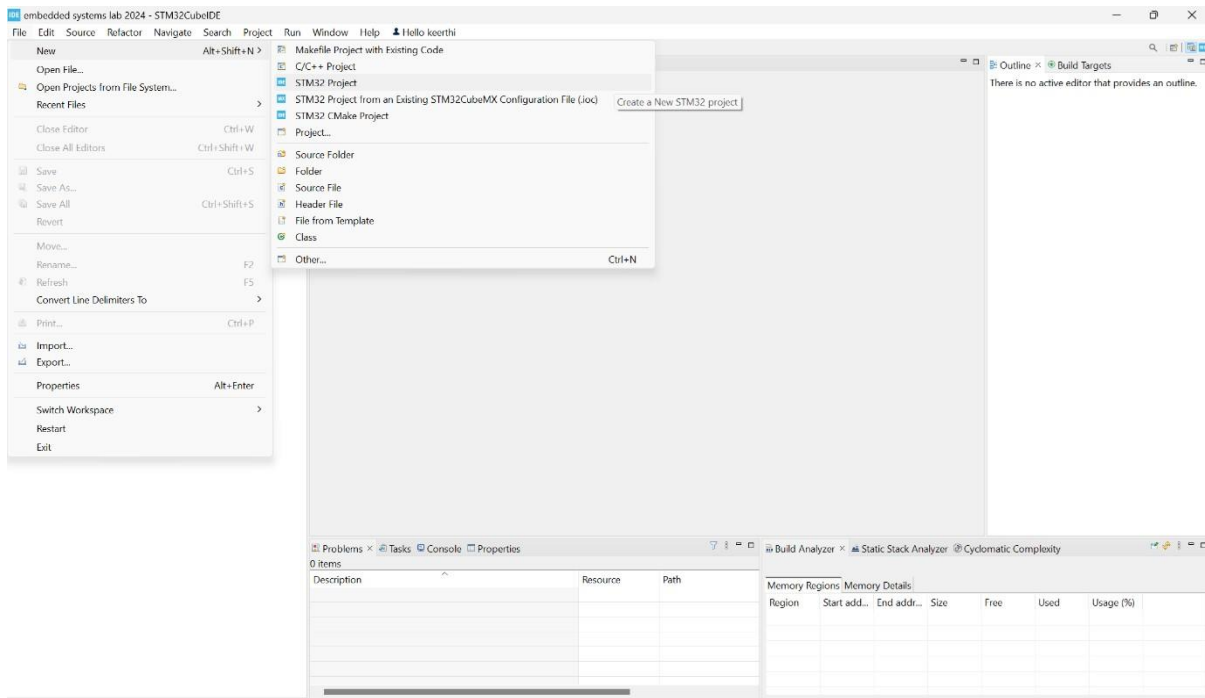 IDE embedded systems lab 2024 - STM32CubeIDE
File Edit Source Refactor Navigate Search Project Run Window Help Hello keerthi
New Alt+Shift+N >
Open File...
Open Projects from File System...
Recent Files >
Close Editor Ctrl+W
Close All Editors Ctrl+Shift+W
Save Ctrl+S
Save As...
Save All Ctrl+Shift+S
Revert
Move...
Rename... F2
Refresh F5
Convert Line Delimiters To >
Print... Ctrl+P
Import...
Export...
Properties Alt+Enter
Switch Workspace >
Restart
Exit
Makefile Project with Existing Code
C/C++ Project
STM32 Project
STM32 Project from an Existing STM32CubeMX Configuration File (.ioc)
Create a New STM32 project
STM32 CMake Project
Project...
Source Folder
Folder
Source File
Header File
File from Template
Class
Other... Ctrl+N
Outline × Build Targets
There is no active editor that provides an outline.
Problems × Tasks Console Properties
0 items
Description Resource Path
Build Analyzer × Static Stack Analyzer Cyclomatic Complexity
Memory Regions Memory Details
Region Start add... End addr... Size Free Used Usage (%)